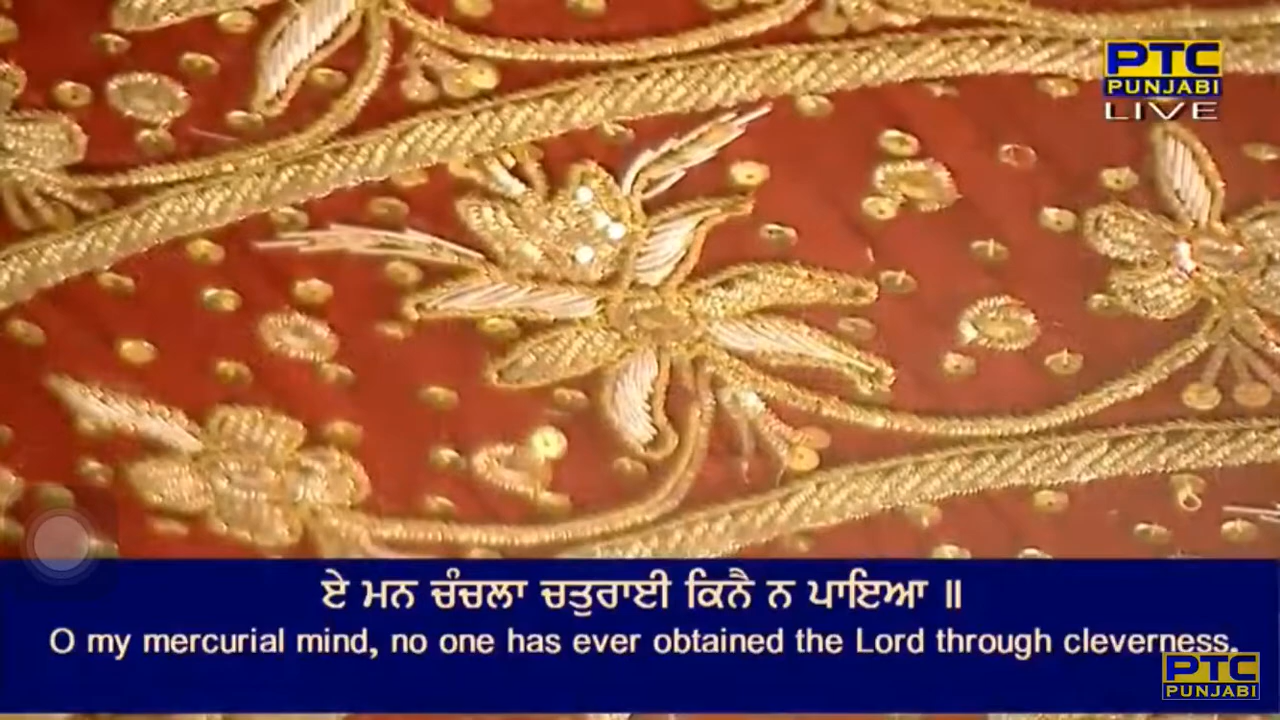 PTC
PUNJABI
LIVE
ਏ ਮਨ ਚੰਚਲਾ ਚਤੁਰਾਈ ਕਿਨੈ ਨ ਪਾਇਆ ॥
O my mercurial mind, no one has ever obtained the Lord through cleverness.
PTC
PUNJABI